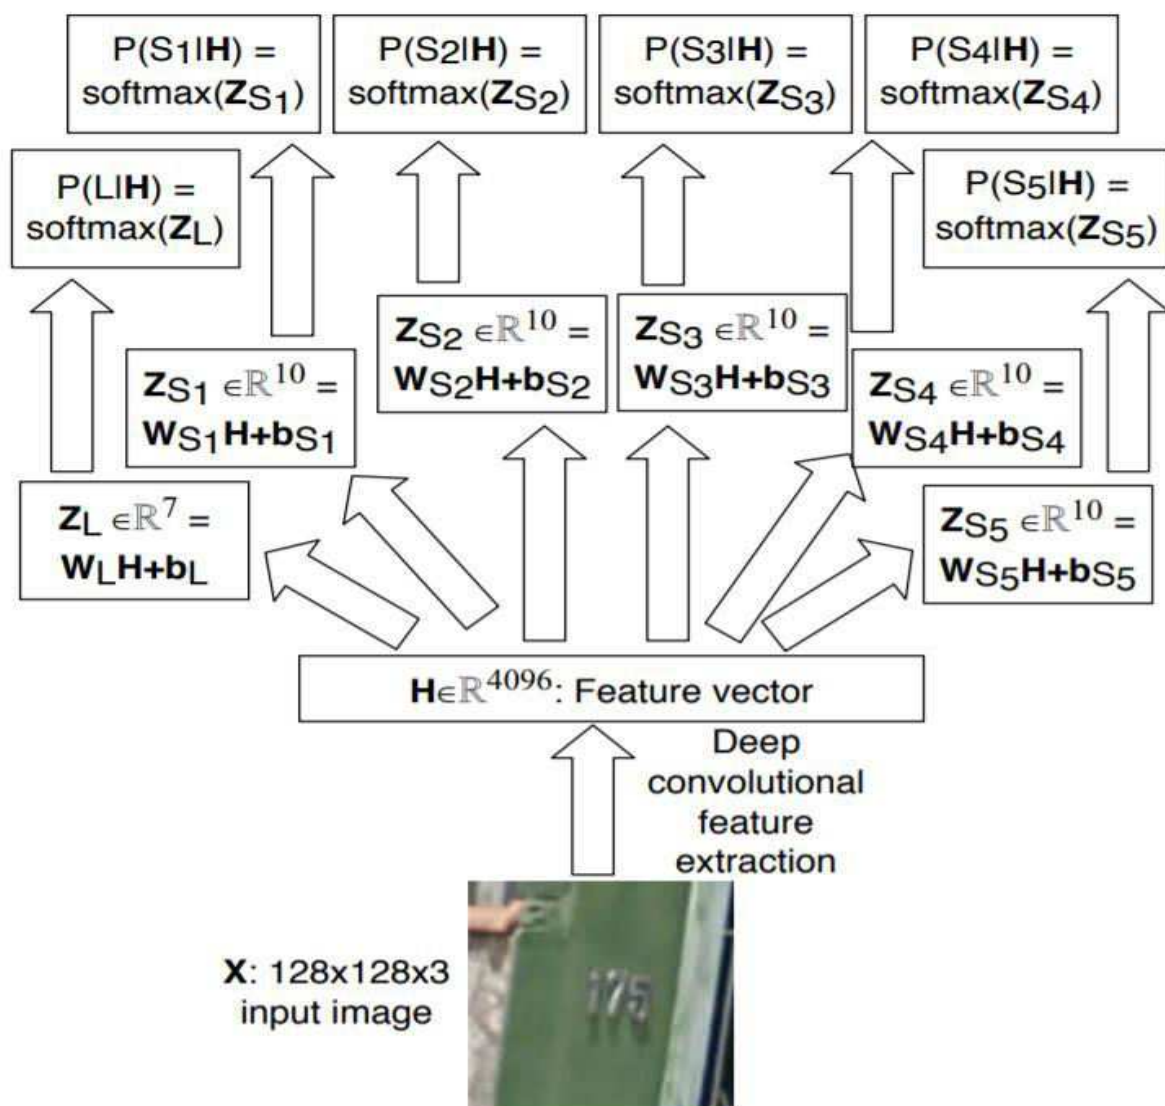 P(S1|H) =
softmax(ZS1)
P(S2|H) =
softmax(ZS2)
P(S3|H) =
softmax(ZS3)
P(S4|H) =
softmax(ZS4)
P(L|H) =
softmax(ZL)
P(S5|H) =
softmax(ZS5)
ZS2 ∈ℝ¹⁰ =
WS2H+bS2
ZS3 ∈ℝ¹⁰ =
WS3H+bS3
ZS1 ∈ℝ¹⁰ =
WS1H+bS1
ZS4 ∈ℝ¹⁰ =
WS4H+bS4
ZL ∈ℝ⁷ =
WLH+bL
ZS5 ∈ℝ¹⁰ =
WS5H+bS5
H∈ℝ⁴⁰⁹⁶: Feature vector
Deep
convolutional
feature
extraction
X: 128x128x3
input image
175